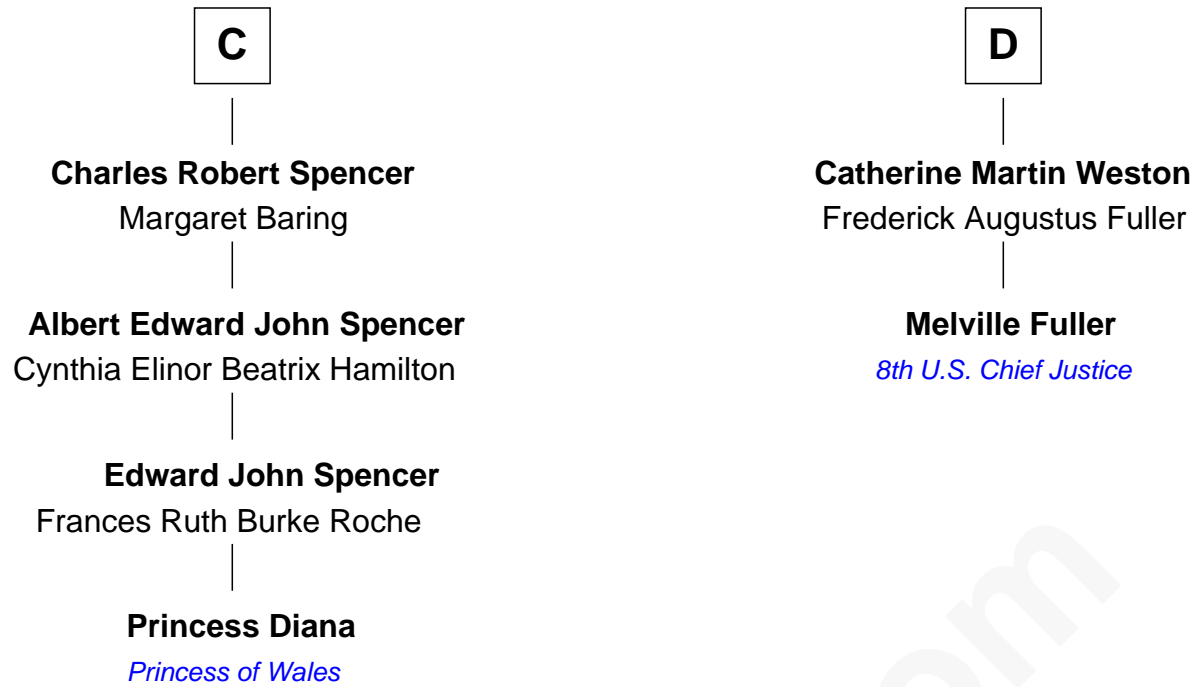 C
Charles Robert Spencer
Margaret Baring
Albert Edward John Spencer
Cynthia Elinor Beatrix Hamilton
Edward John Spencer
Frances Ruth Burke Roche
Princess Diana
Princess of Wales
D
Catherine Martin Weston
Frederick Augustus Fuller
Melville Fuller
8th U.S. Chief Justice
om